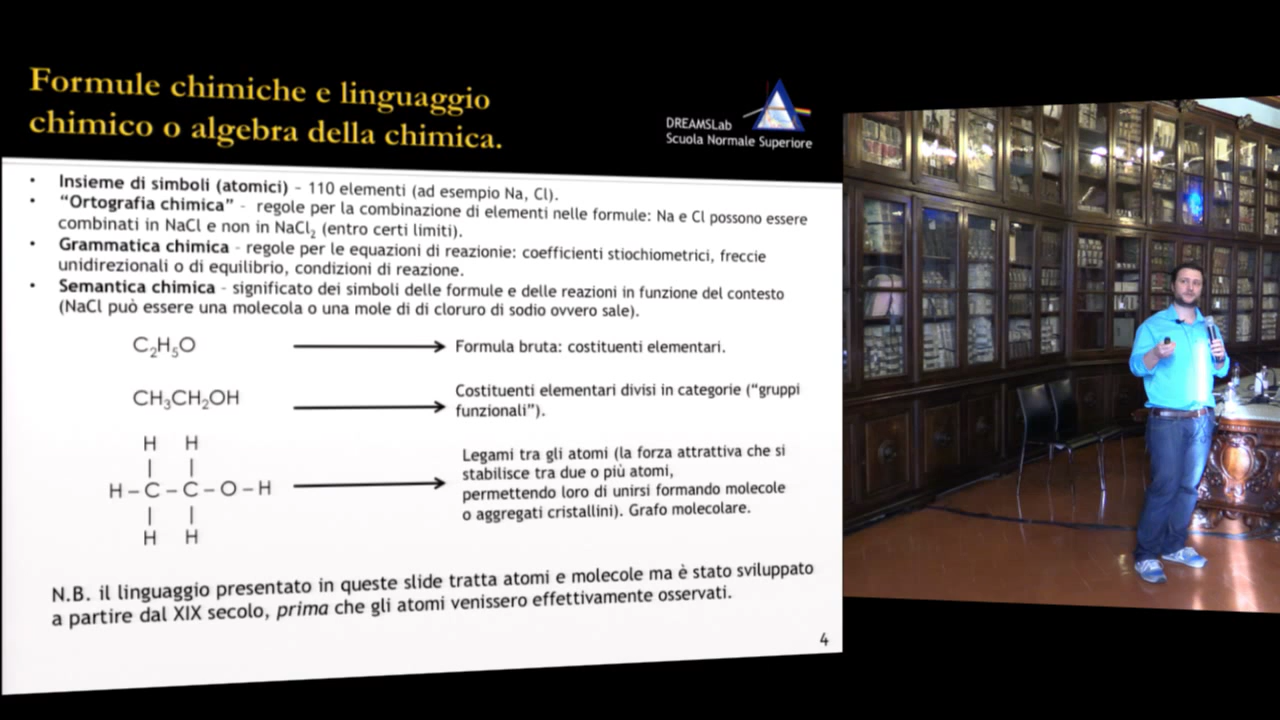 Formule chimiche e linguaggio
chimico o algebra della chimica.
DREAMSLab
Scuola Normale Superiore
• Insieme di simboli (atomici) – 110 elementi (ad esempio Na, Cl).
• “Ortografia chimica” – regole per la combinazione di elementi nelle formule: Na e Cl possono essere
combinati in NaCl e non in NaCl₂ (entro certi limiti).
• Grammatica chimica – regole per le equazioni di reazionie: coefficienti stiochiometrici, freccie
unidirezionali o di equilibrio, condizioni di reazione.
• Semantica chimica – significato dei simboli delle formule e delle reazioni in funzione del contesto
(NaCl può essere una molecola o una mole di di cloruro di sodio ovvero sale).
C₂H₅O
Formula bruta: costituenti elementari.
CH₃CH₂OH
Costituenti elementari divisi in categorie (“gruppi
funzionali”).
H H
| |
H – C – C – O – H
| |
H H
Legami tra gli atomi (la forza attrattiva che si
stabilisce tra due o più atomi,
permettendo loro di unirsi formando molecole
o aggregati cristallini). Grafo molecolare.
N.B. il linguaggio presentato in queste slide tratta atomi e molecole ma è stato sviluppato
a partire dal XIX secolo, prima che gli atomi venissero effettivamente osservati.
4